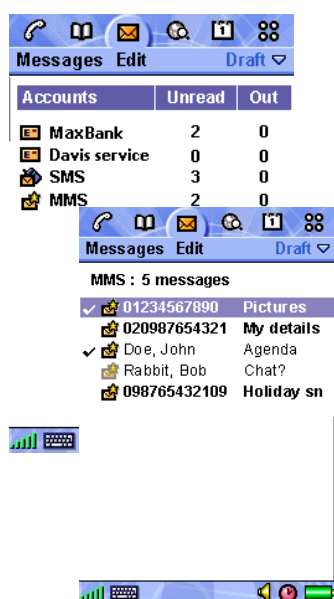 Messages Edit Draft
Accounts Unread Out
MaxBank 2 0
Davis service 0 0
SMS 3 0
MMS 2 0
Messages Edit Draft
MMS : 5 messages
01234567890 Pictures
020987654321 My details
Doe, John Agenda
Rabbit, Bob Chat?
098765432109 Holiday sn